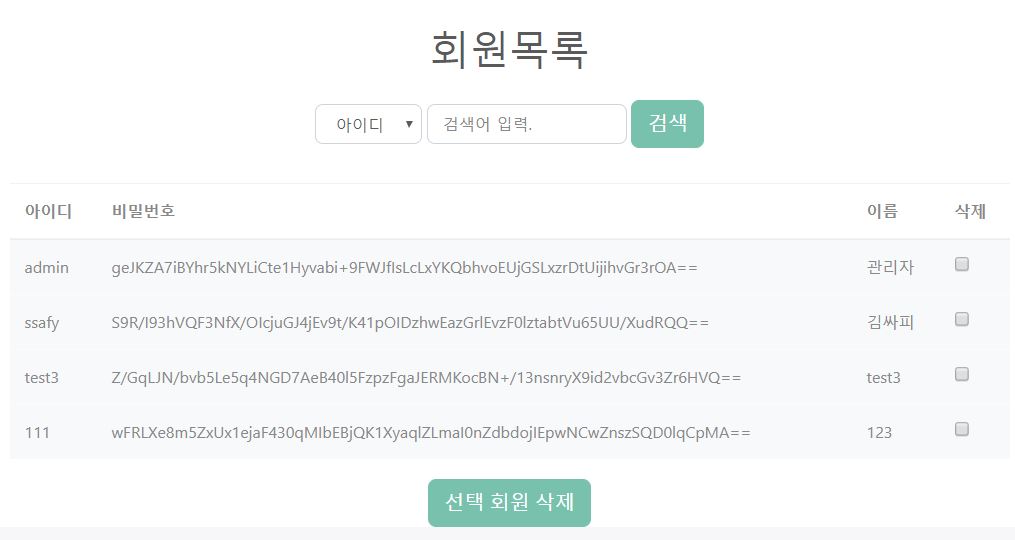 회원목록
아이디 검색어 입력. 검색
아이디 비밀번호 이름 삭제
admin geJKZA7iBYhr5kNYLiCte1Hyvabi+9FWJfIsLcLxYKQbhvoEUjGSLxzrDtUijihvGr3rOA== 관리자
ssafy S9R/I93hVQF3NfX/OIcjuGJ4jEv9t/K41pOIDzhwEazGrlEvzF0lztabtVu65UU/XudRQQ== 김싸피
test3 Z/GqLJN/bvb5Le5q4NGD7AeB40l5FzpzFgaJERMKocBN+/13nsnryX9id2vbcGv3Zr6HVQ== test3
111 wFRLXe8m5ZxUx1ejaF430qMIbEBjQK1XyaqlZLmaI0nZdbdojIEpwNCwZnszSQD0lqCpMA== 123
선택 회원 삭제